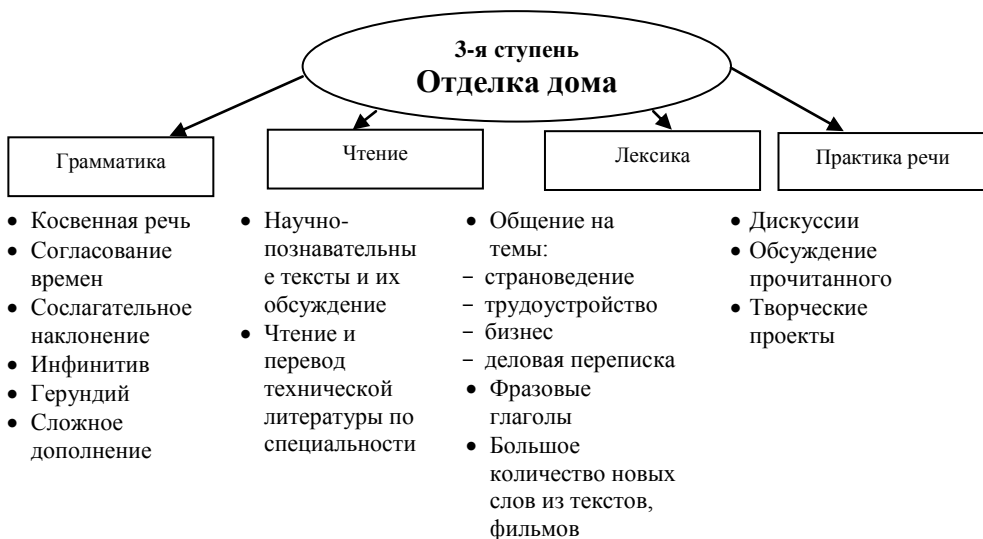 3-я ступень
Отделка дома
Грамматика
Чтение
Лексика
Практика речи
• Косвенная речь
• Согласование
времен
• Сослагательное
наклонение
• Инфинитив
• Герундий
• Сложное
дополнение
• Научно-
познавательны
е тексты и их
обсуждение
• Чтение и
перевод
технической
литературы по
специальности
• Общение на
темы:
− страноведение
− трудоустройство
− бизнес
− деловая переписка
• Фразовые
глаголы
• Большое
количество новых
слов из текстов,
фильмов
• Дискуссии
• Обсуждение
прочитанного
• Творческие
проекты